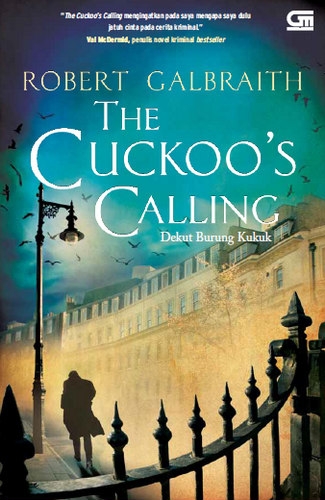 "The Cuckoo's Calling mengingatkan pada saya mengapa saya dulu
jatuh cinta pada cerita kriminal."
Val McDermid, penulis novel kriminal bestseller
GM
ROBERT GALBRAITH
THE
CUCKOO'S
CALLING
Dekut Burung Kukuk